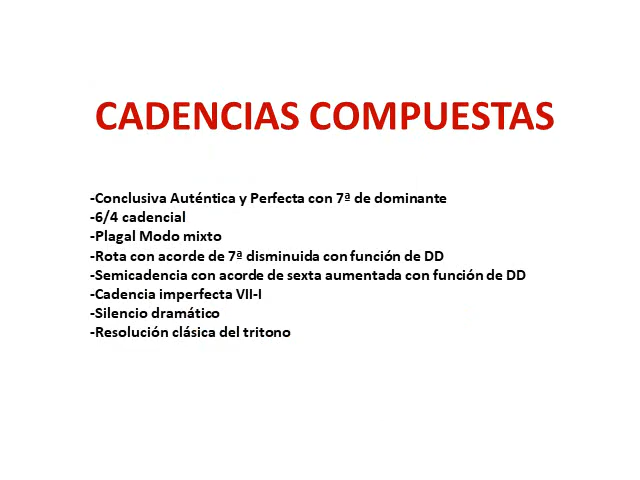 CADENCIAS COMPUESTAS
-Conclusiva Auténtica y Perfecta con 7ª de dominante
-6/4 cadencial
-Plagal Modo mixto
-Rota con acorde de 7ª disminuida con función de DD
-Semicadencia con acorde de sexta aumentada con función de DD
-Cadencia imperfecta VII-I
-Silencio dramático
-Resolución clásica del tritono